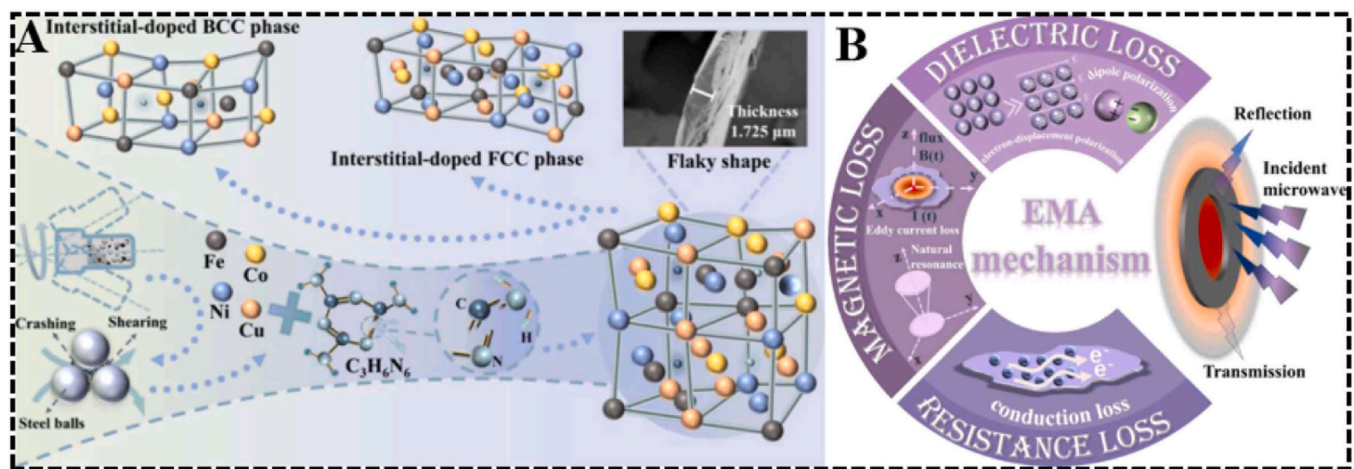 A
Interstitial-doped BCC phase
Interstitial-doped FCC phase
Thickness
1.725 μm
Flaky shape
Fe
Co
Ni
Cu
Crashing
Shearing
Steel balls
C₃H₆N₆
C
H
N
B
DIELECTRIC LOSS
dipole polarization
electron-displacement polarization
MAGNETIC LOSS
z
flux
B(t)
y
x
I (t)
Eddy current loss
Natural
resonance
z
y
x
EMA
mechanism
conduction loss
e⁻
e⁻
RESISTANCE LOSS
Reflection
Incident
microwave
Transmission